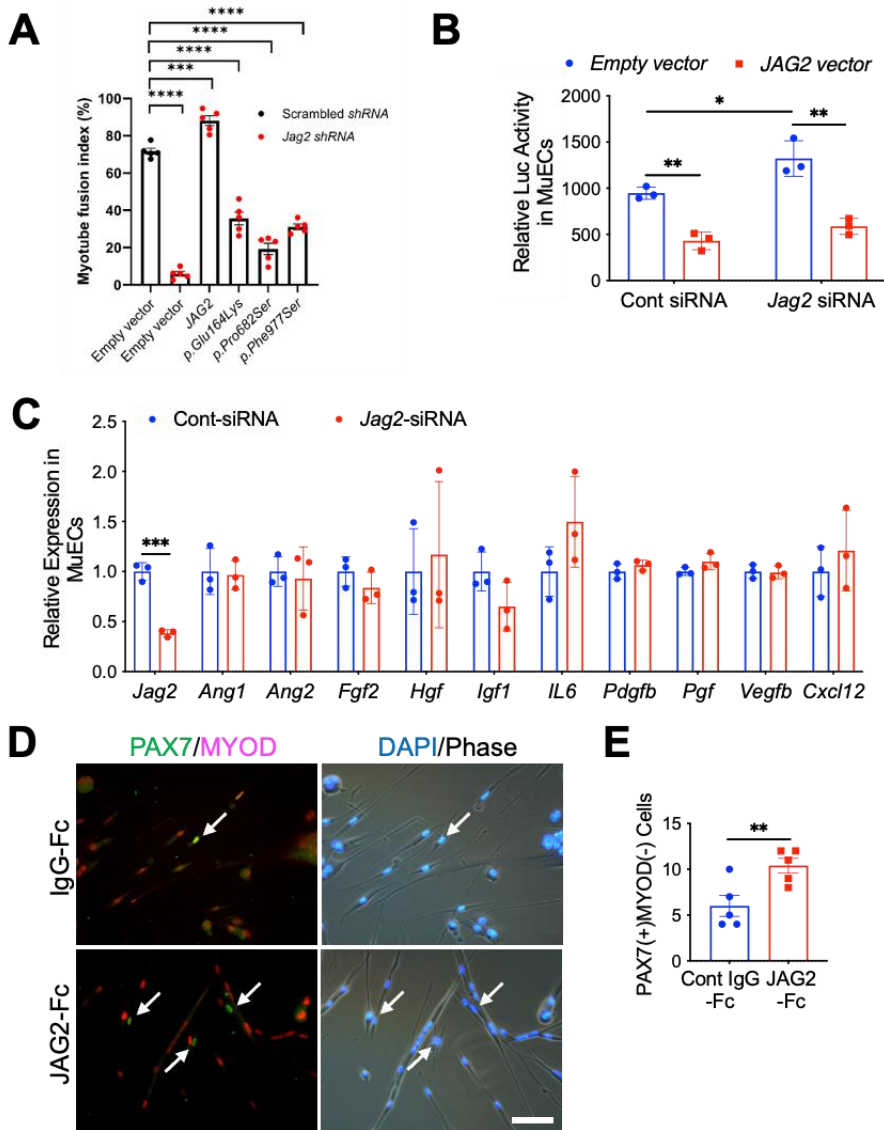 A
****
****
****
***
****
Myotube fusion index (%)
100
80
60
40
20
0
Scrambled shRNA
Jag2 shRNA
Empty vector
Empty vector
JAG2
p.Glu164Lys
p.Pro682Ser
p.Phe977Ser
B
Empty vector
JAG2 vector
Relative Luc Activity
in MuECs
2000
1500
1000
500
0
*
**
**
Cont siRNA
Jag2 siRNA
C
Cont-siRNA
Jag2-siRNA
Relative Expression in
MuECs
2.5
2.0
1.5
1.0
0.5
0.0
***
Jag2 Ang1 Ang2 Fgf2 Hgf Igf1 IL6 Pdgfb Pgf Vegfb Cxcl12
D
PAX7/MYOD
DAPI/Phase
IgG-Fc
JAG2-Fc
E
PAX7(+)MYOD(-) Cells
15
10
5
0
**
Cont IgG JAG2
-Fc -Fc